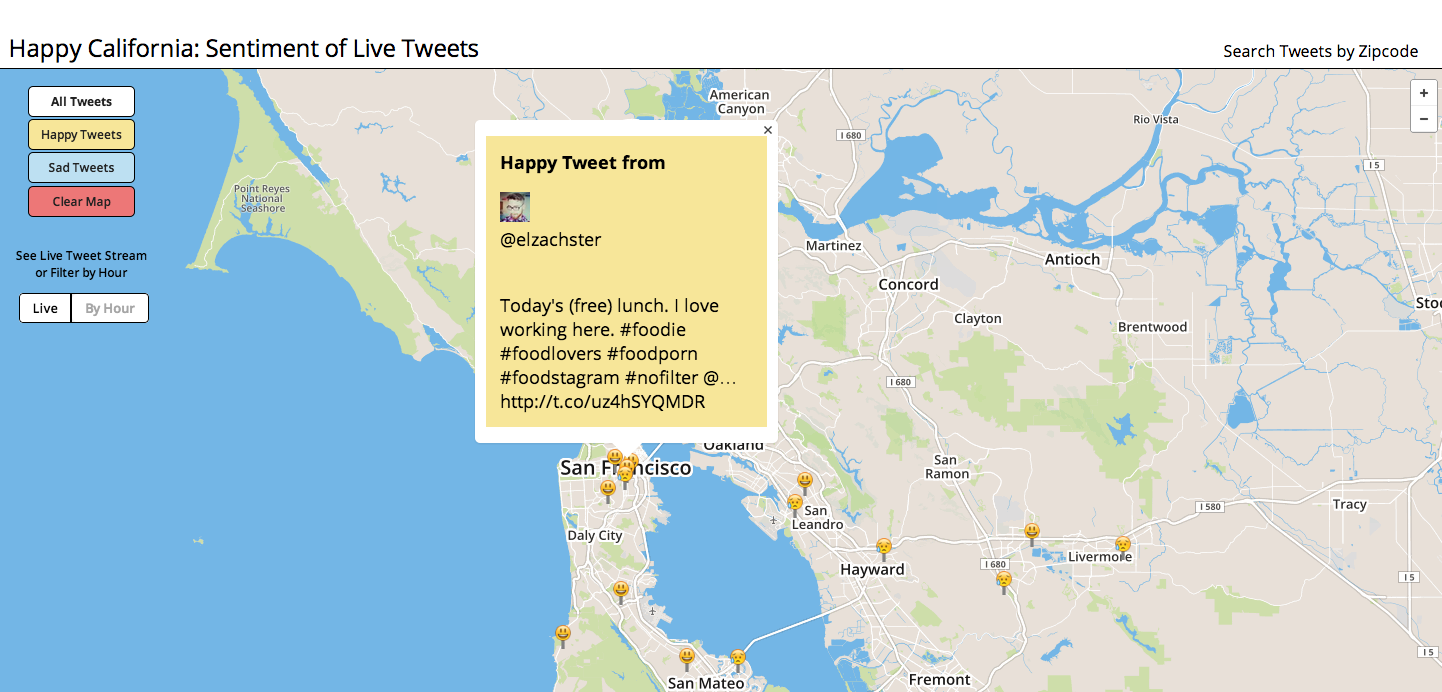 Happy California: Sentiment of Live Tweets
Search Tweets by Zipcode
All Tweets
Happy Tweets
Sad Tweets
Clear Map
See Live Tweet Stream
or Filter by Hour
Live
By Hour
+
−
×
Happy Tweet from
@elzachster
Today's (free) lunch. I love
working here. #foodie
#foodlovers #foodporn
#foodstagram #nofilter @…
http://t.co/uz4hSYQMDR
American
Canyon
I 680
Rio Vista
I 5
Point Reyes
National
Seashore
Martinez
Antioch
Concord
Clayton
Brentwood
I 680
Oakland
San Francisco
San
Ramon
I 580
Tracy
San
Leandro
Daly City
Hayward
I 680
Livermore
I 5
I 5
San Mateo
Fremont